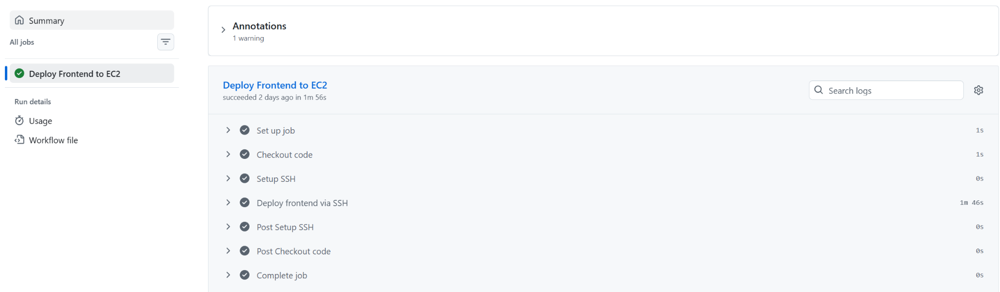 Summary
All jobs
Deploy Frontend to EC2
Run details
Usage
Workflow file
Annotations
1 warning
Deploy Frontend to EC2
succeeded 2 days ago in 1m 56s
Search logs
Set up job 1s
Checkout code 1s
Setup SSH 0s
Deploy frontend via SSH 1m 46s
Post Setup SSH 0s
Post Checkout code 0s
Complete job 0s